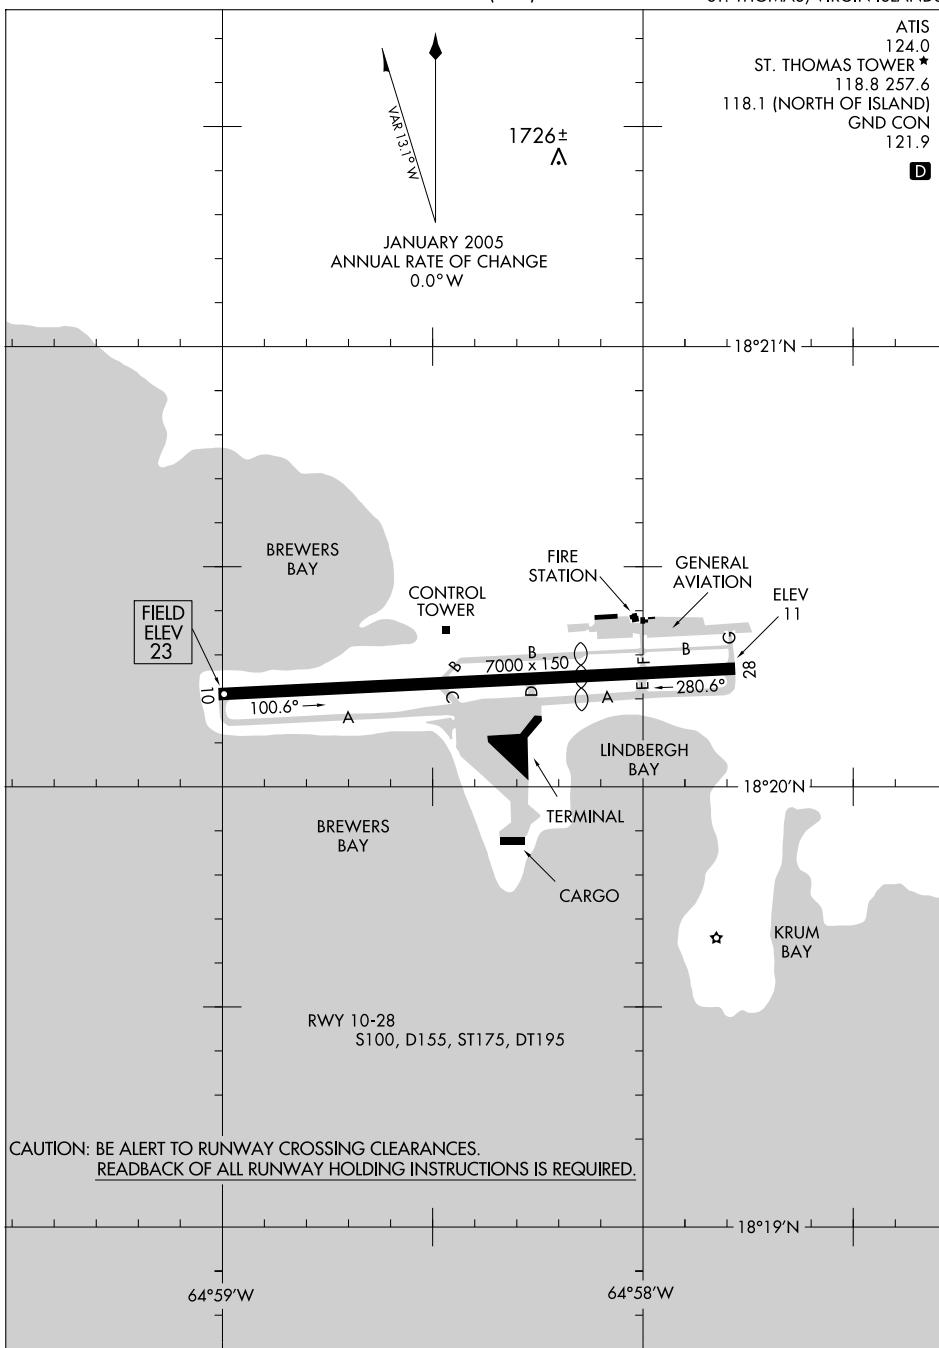 ATIS
124.0
ST. THOMAS TOWER ★
118.8 257.6
118.1 (NORTH OF ISLAND)
GND CON
121.9
D
VAR 13.1° W
1726±
JANUARY 2005
ANNUAL RATE OF CHANGE
0.0° W
18°21'N
BREWERS
BAY
FIRE
STATION
GENERAL
AVIATION
CONTROL
TOWER
ELEV
11
FIELD
ELEV
23
B
B
B
G
7000 x 150
F
28
10
100.6°
A
C
D
A
E
280.6°
LINDBERGH
BAY
18°20'N
TERMINAL
BREWERS
BAY
CARGO
KRUM
BAY
RWY 10-28
S100, D155, ST175, DT195
CAUTION: BE ALERT TO RUNWAY CROSSING CLEARANCES.
READBACK OF ALL RUNWAY HOLDING INSTRUCTIONS IS REQUIRED.
18°19'N
64°59'W
64°58'W